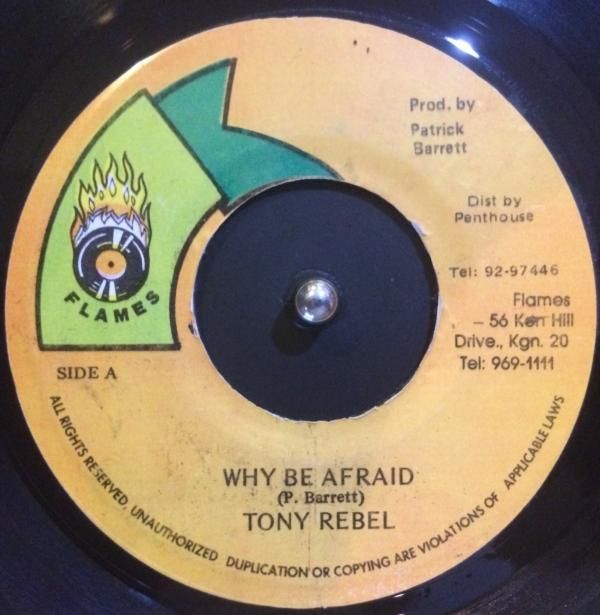 Prod. by
Patrick
Barrett
Dist by
Penthouse
Tel: 92-97446
Flames
– 56 Ken Hill
Drive., Kgn. 20
Tel: 969-1111
FLAMES
SIDE A
WHY BE AFRAID
(P. Barrett)
TONY REBEL
ALL RIGHTS RESERVED, UNAUTHORIZED DUPLICATION OR COPYING ARE VIOLATIONS OF APPLICABLE LAWS